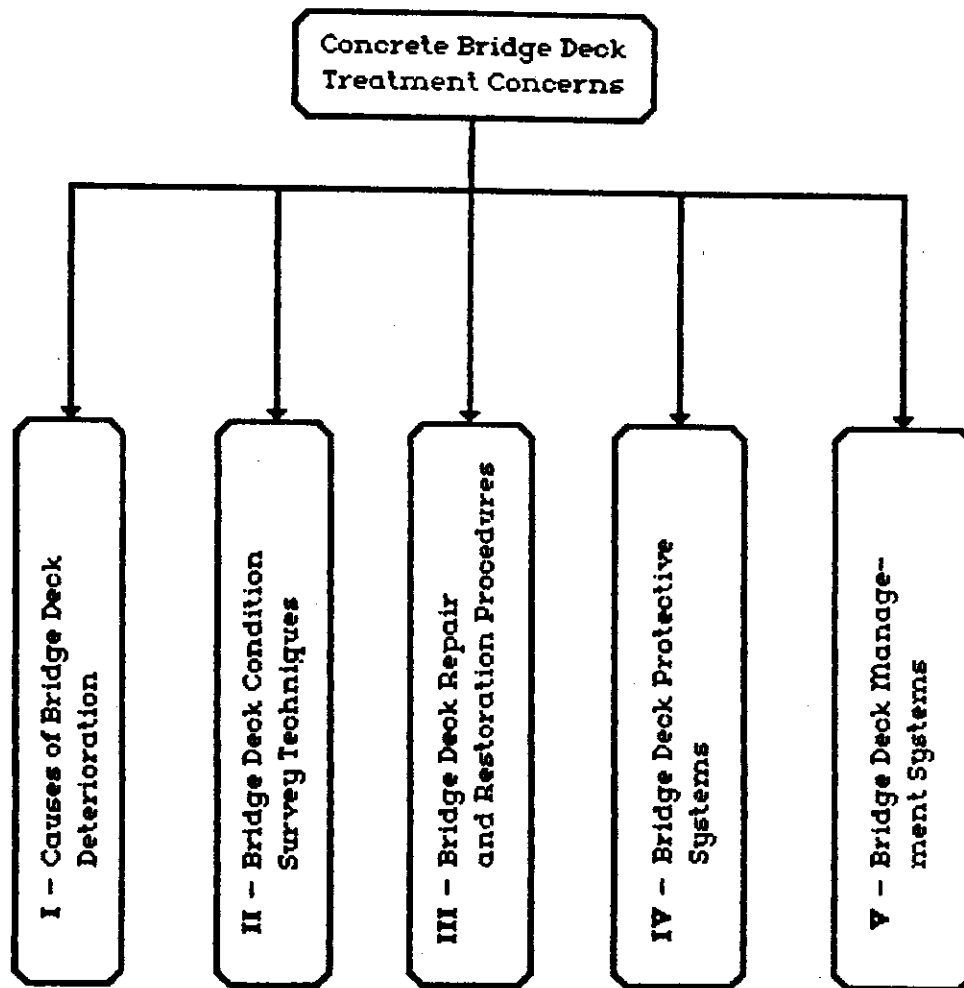 Concrete Bridge Deck
Treatment Concerns
I - Causes of Bridge Deck
Deterioration
II - Bridge Deck Condition
Survey Techniques
III - Bridge Deck Repair
and Restoration Procedures
IV - Bridge Deck Protective
Systems
V - Bridge Deck Manage-
ment Systems